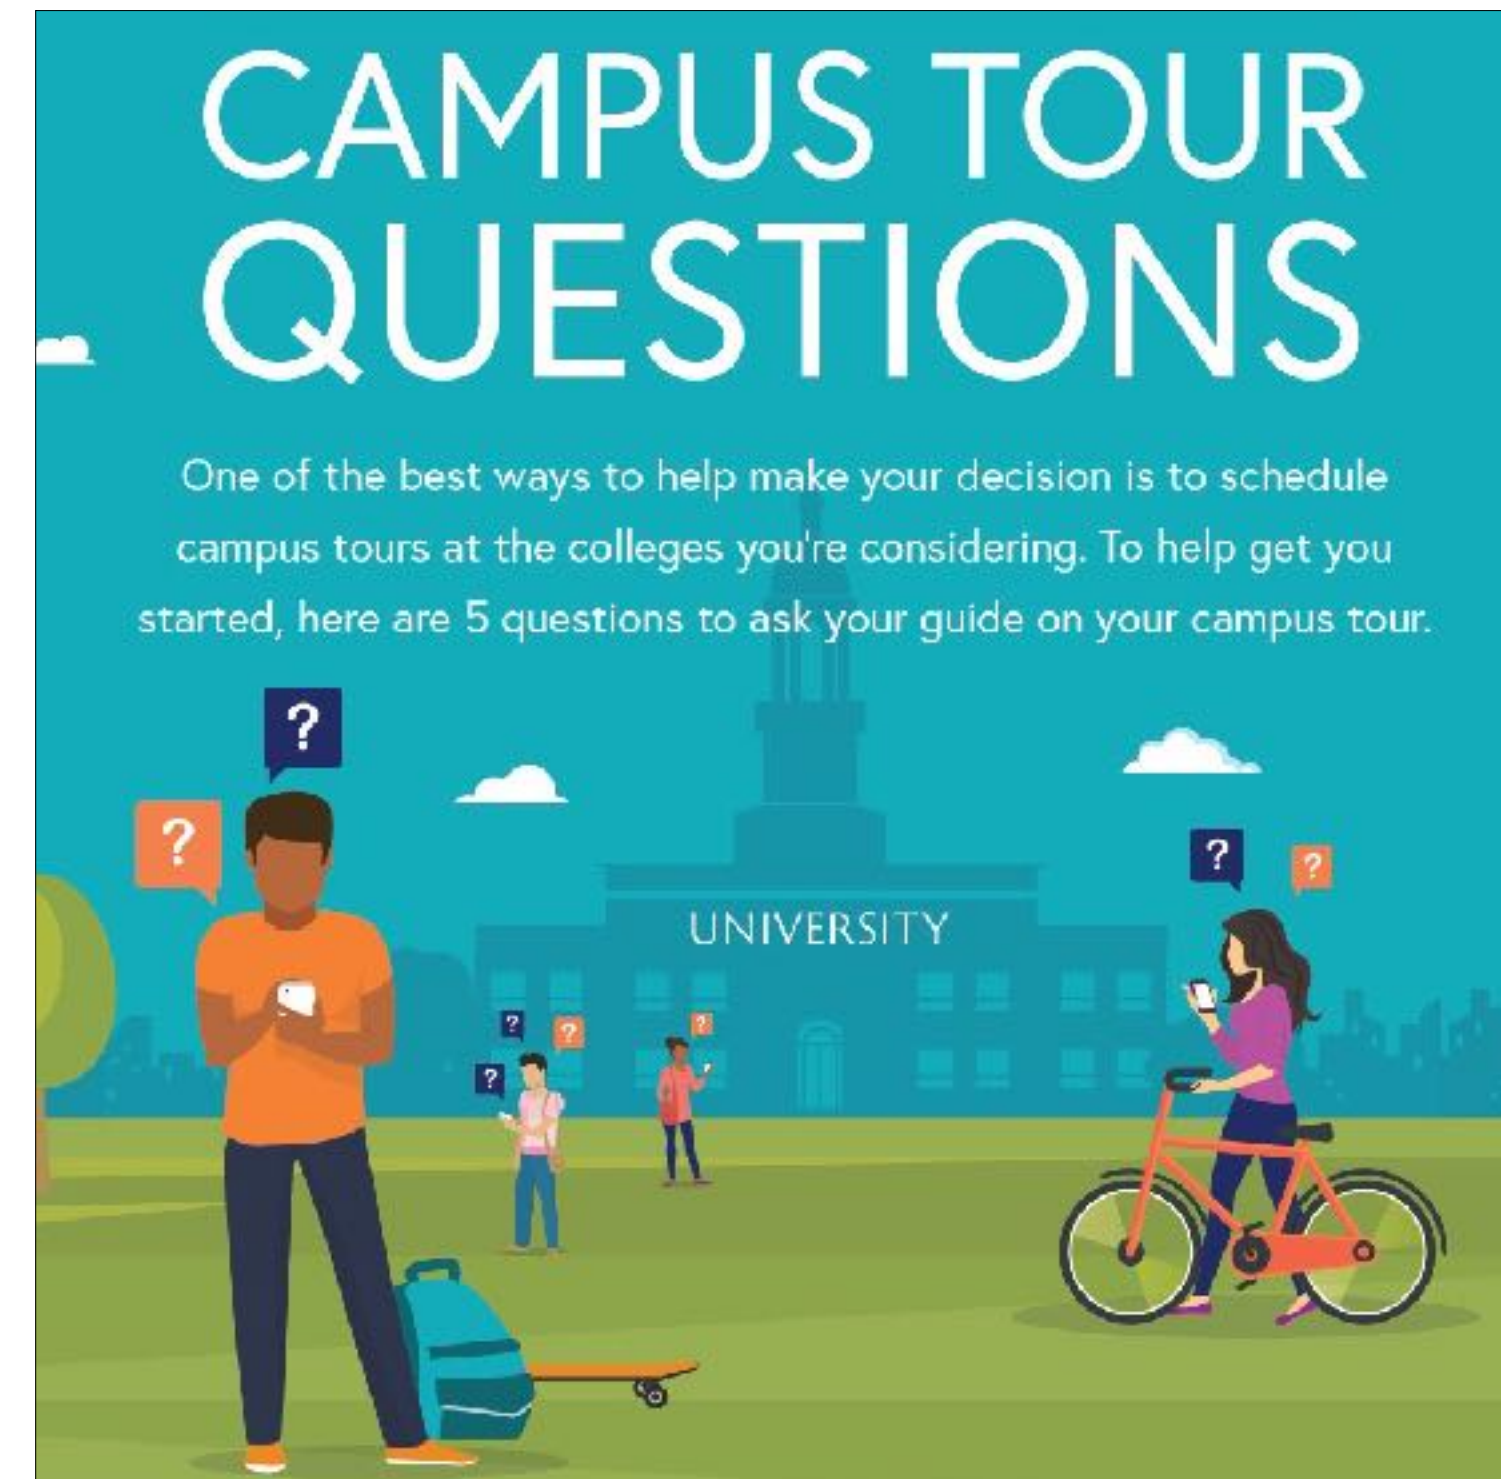 CAMPUS TOUR
QUESTIONS
One of the best ways to help make your decision is to schedule
campus tours at the colleges you're considering. To help get you
started, here are 5 questions to ask your guide on your campus tour.
?
?
?
?
UNIVERSITY
?
?
?
?